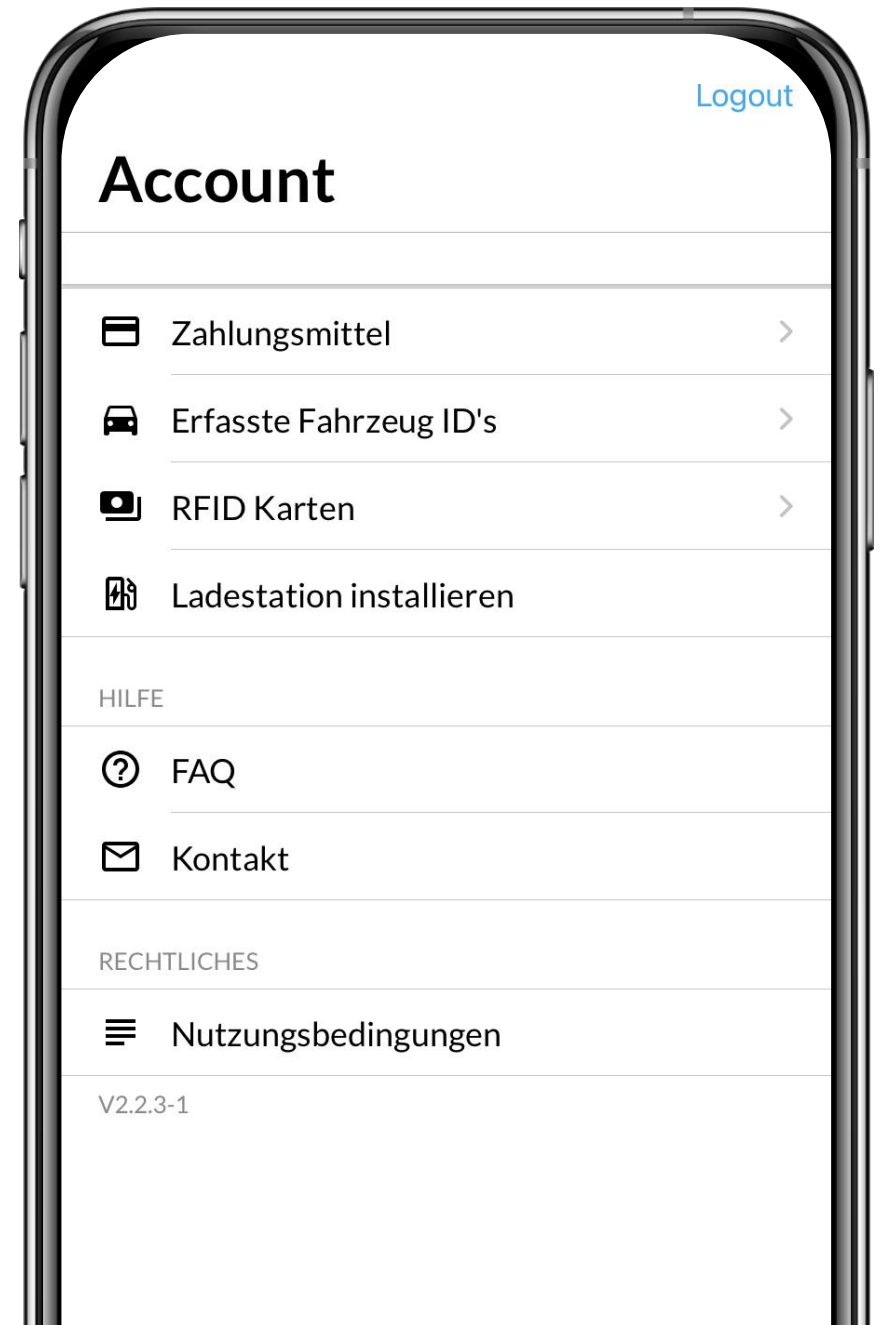 Logout
Account
Zahlungsmittel
Erfasste Fahrzeug ID's
RFID Karten
Ladestation installieren
HILFE
FAQ
Kontakt
RECHTLICHES
Nutzungsbedingungen
V2.2.3-1